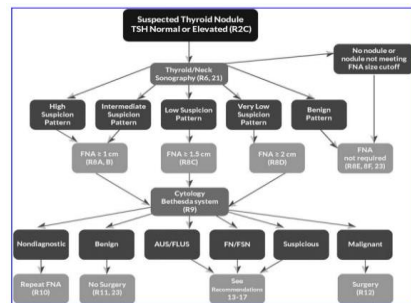 Suspected Thyroid Nodule
TSH Normal or Elevated (R2C)
No nodule or
nodule not meeting
FNA size cutoff
Thyroid/Neck
Sonography (R6, 21)
High
Suspicion
Pattern
Intermediate
Suspicion
Pattern
Low Suspicion
Pattern
Very Low
Suspicion
Pattern
Benign
Pattern
FNA ≥ 1 cm
(R8A, B)
FNA ≥ 1.5 cm
(R8C)
FNA ≥ 2 cm
(R8D)
FNA
not required
(R8E, 8F, 23)
Cytology
Bethesda system
(R9)
Nondiagnostic
Benign
AUS/FLUS
FN/FSN
Suspicious
Malignant
Repeat FNA
(R10)
No Surgery
(R11, 23)
See
Recommendations
13-17
Surgery
(R12)